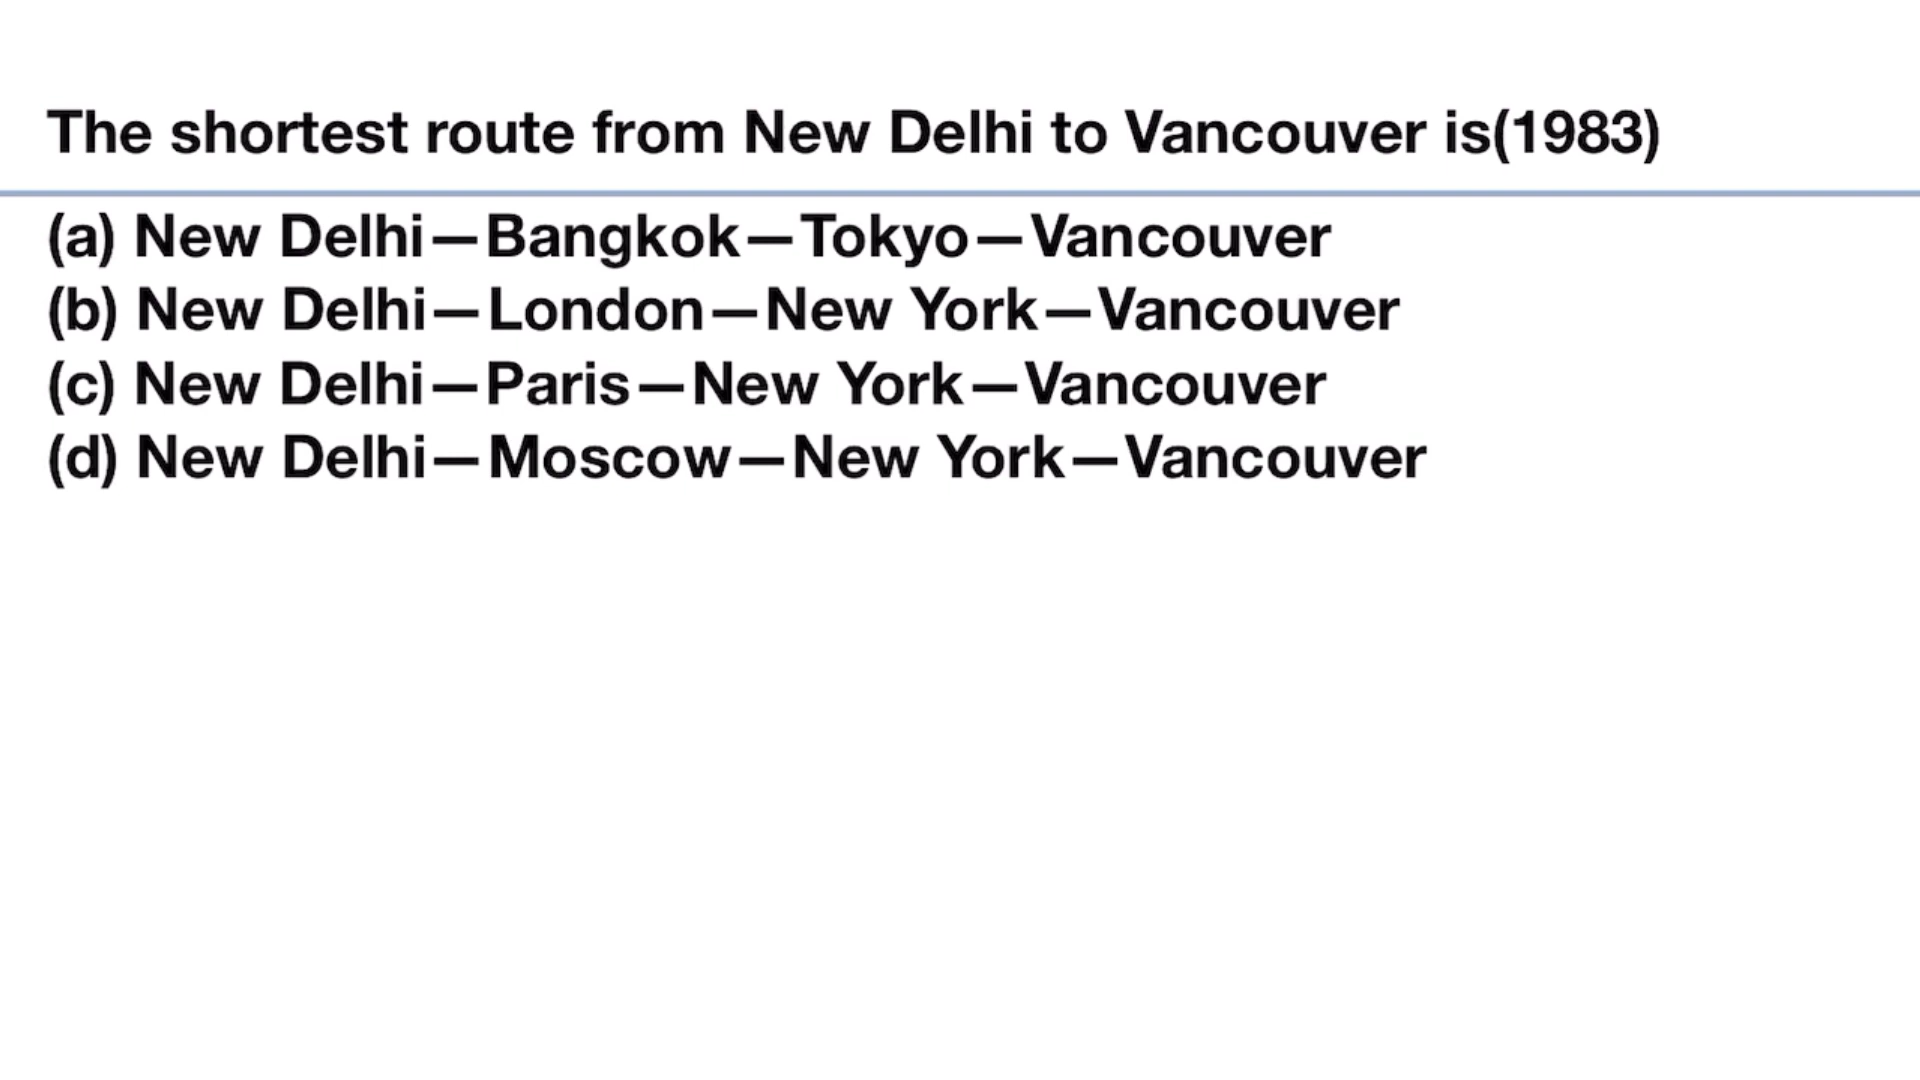 The shortest route from New Delhi to Vancouver is(1983)
(a) New Delhi—Bangkok—Tokyo—Vancouver
(b) New Delhi—London—New York—Vancouver
(c) New Delhi—Paris—New York—Vancouver
(d) New Delhi—Moscow—New York—Vancouver